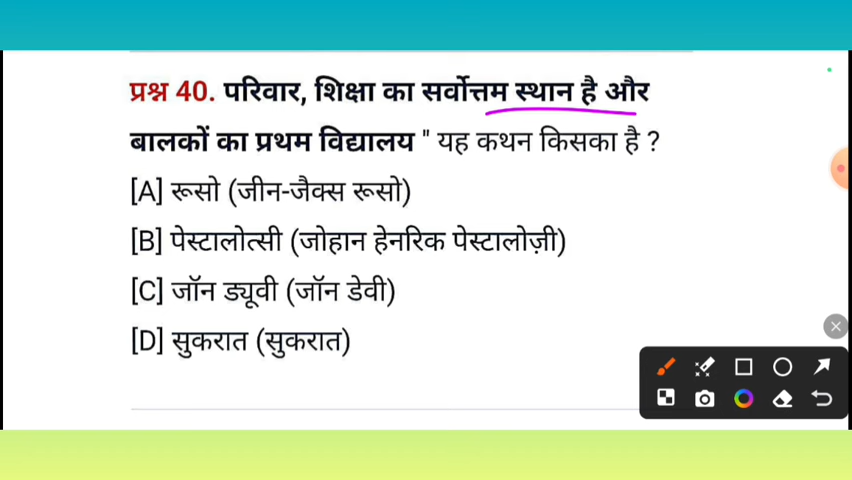 प्रश्न 40. परिवार, शिक्षा का सर्वोत्तम स्थान है और
बालकों का प्रथम विद्यालय " यह कथन किसका है ?
[A] रूसो (जीन-जैक्स रूसो)
[B] पेस्टालोत्सी (जोहान हेनरिक पेस्टालोज़ी)
[C] जॉन ड्यूवी (जॉन डेवी)
[D] सुकरात (सुकरात)